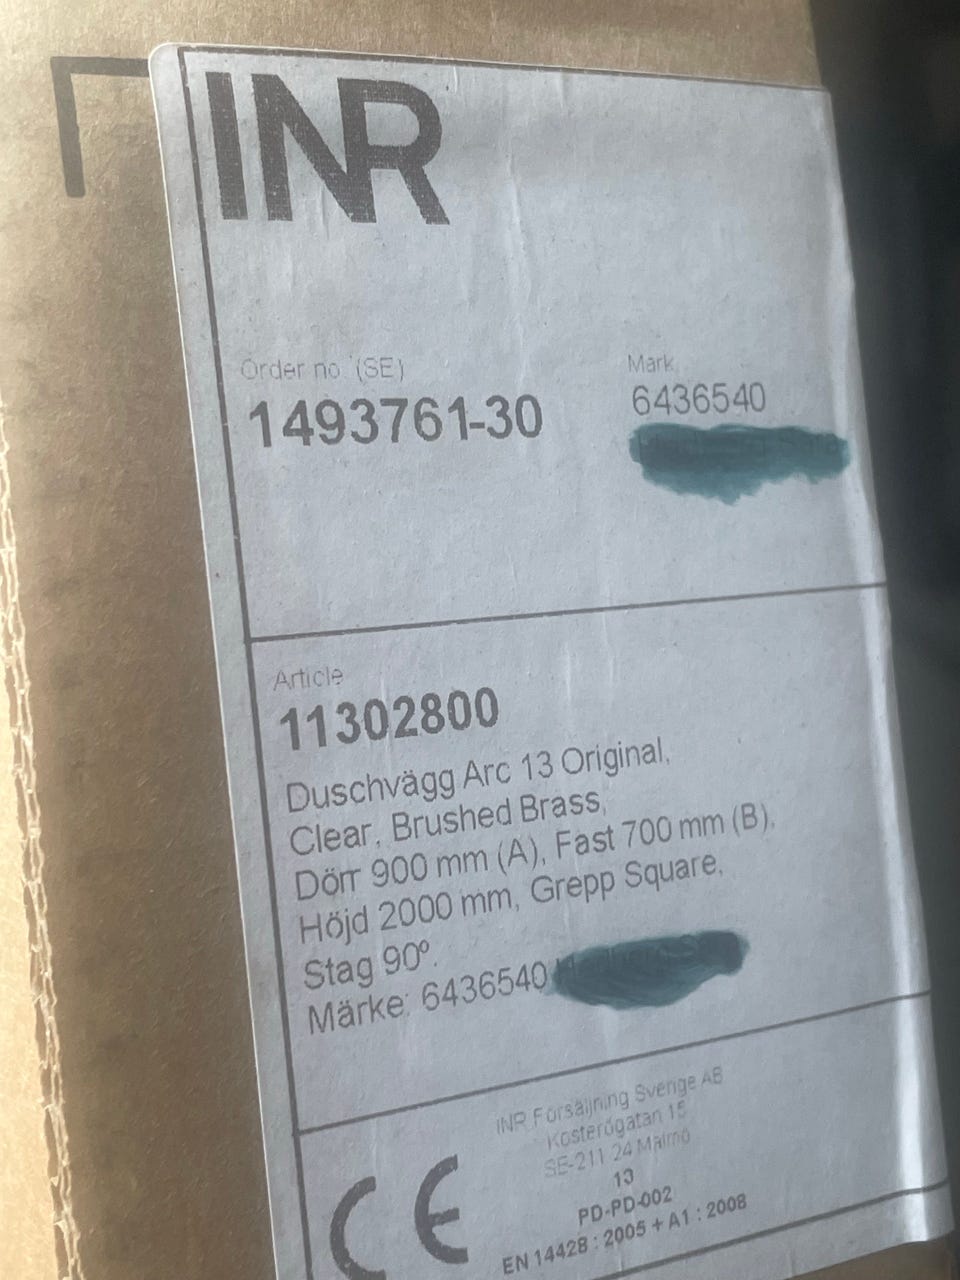 INR
Order no. (SE)
1493761-30
Mark
6436540
Article
11302800
Duschvägg Arc 13 Original,
Clear, Brushed Brass,
Dörr 900 mm (A), Fast 700 mm (B),
Höjd 2000 mm, Grepp Square,
Stag 90º.
Märke: 6436540
INR Försäljning Sverige AB
Kosterögatan 15
SE-211 24 Malmö
13
PD-PD-002
EN 14428 : 2005 + A1 : 2008
CE